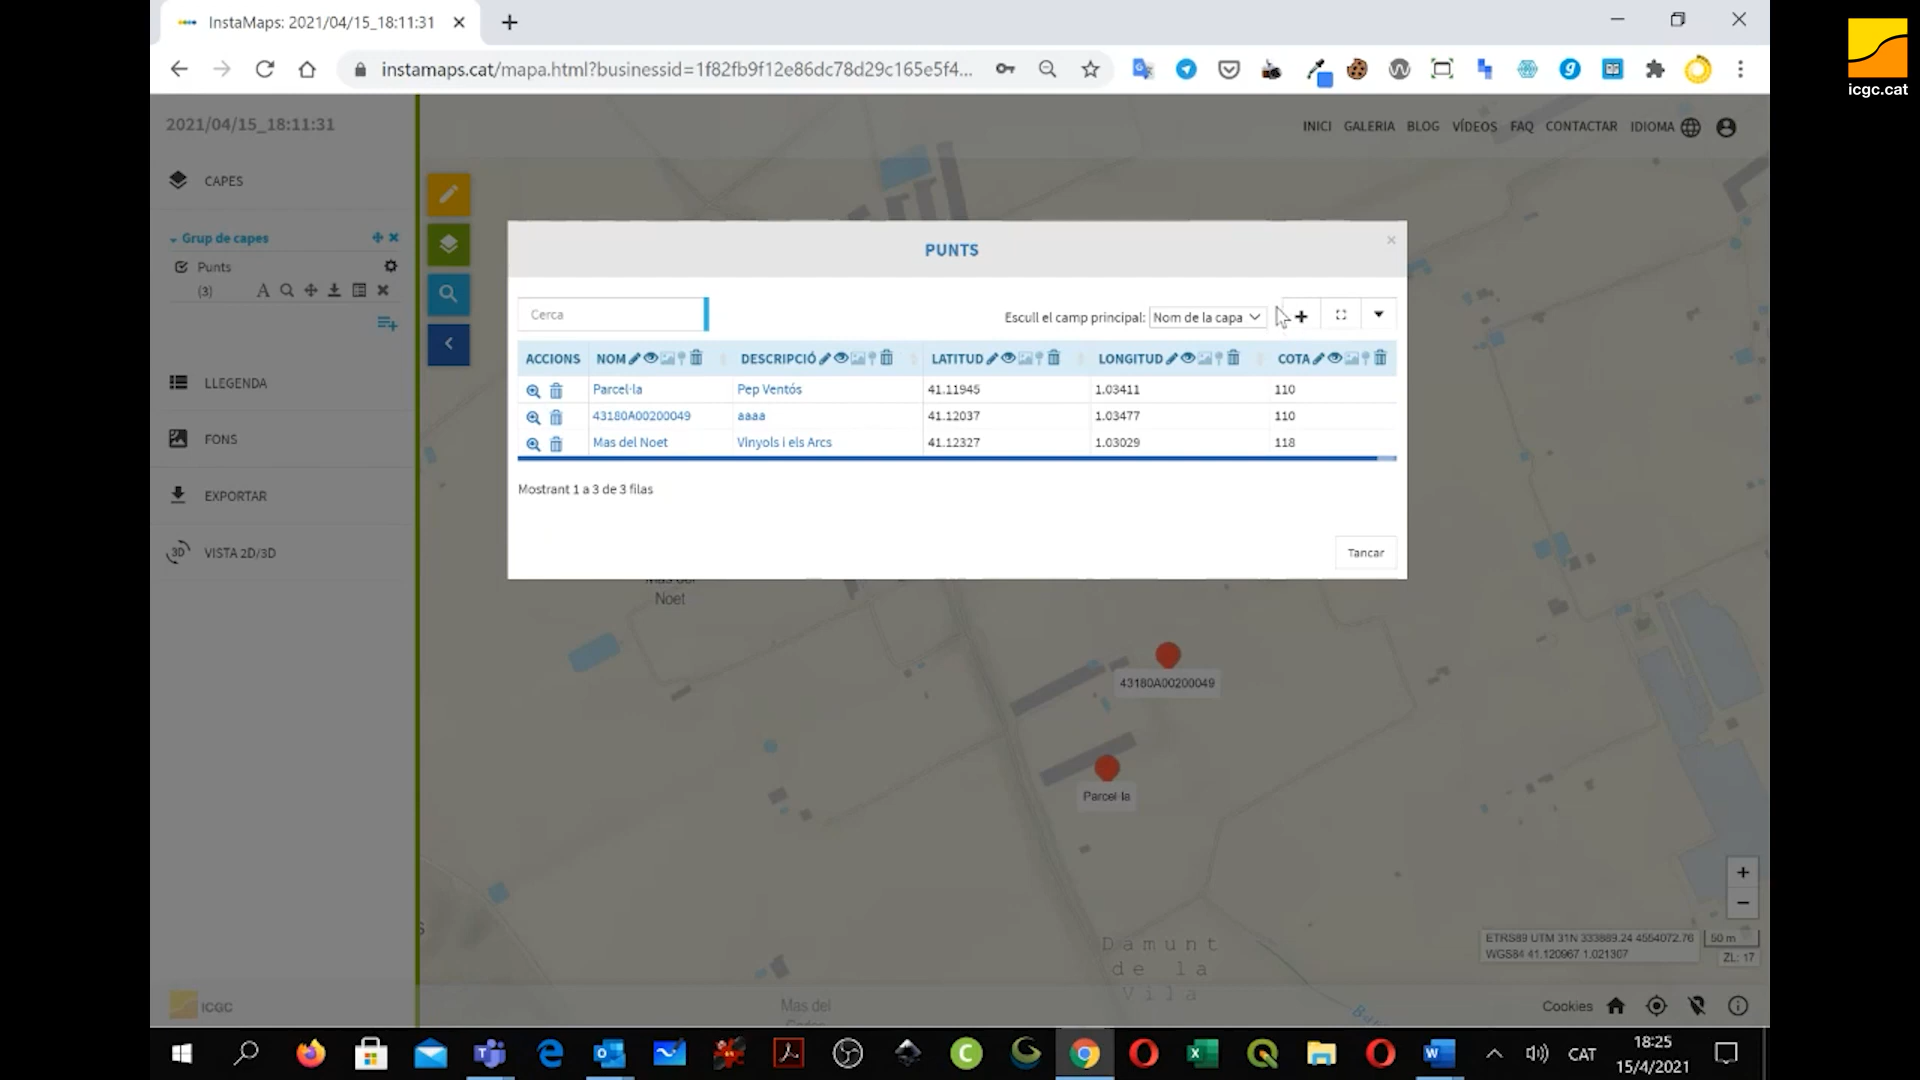 InstaMaps: 2021/04/15_18:11:31
instamaps.cat/mapa.html?businessid=1f82fb9f12e86dc78d29c165e5f4...
icgc.cat
2021/04/15_18:11:31
INICI GALERIA BLOG VÍDEOS FAQ CONTACTAR IDIOMA
CAPES
Grup de capes
Punts
(3)
LLEGENDA
FONS
EXPORTAR
3D VISTA 2D/3D
PUNTS
Cerca
Escull el camp principal: Nom de la capa
ACCIONS NOM DESCRIPCIÓ LATITUD LONGITUD COTA
Parcel·la Pep Ventós 41.11945 1.03411 110
43180A00200049 aaaa 41.12037 1.03477 110
Mas del Noet Vinyols i els Arcs 41.12327 1.03029 118
Mostrant 1 a 3 de 3 filas
Tancar
Mas del
Noet
43180A00200049
Parcel·la
Damunt
de la
Vila
Mas del
ETRS89 UTM 31N 333869.24 4554072.76
WGS84 41.120967 1.021307
50 m
ZL: 17
ICGC
Cookies
CAT
18:25
15/4/2021